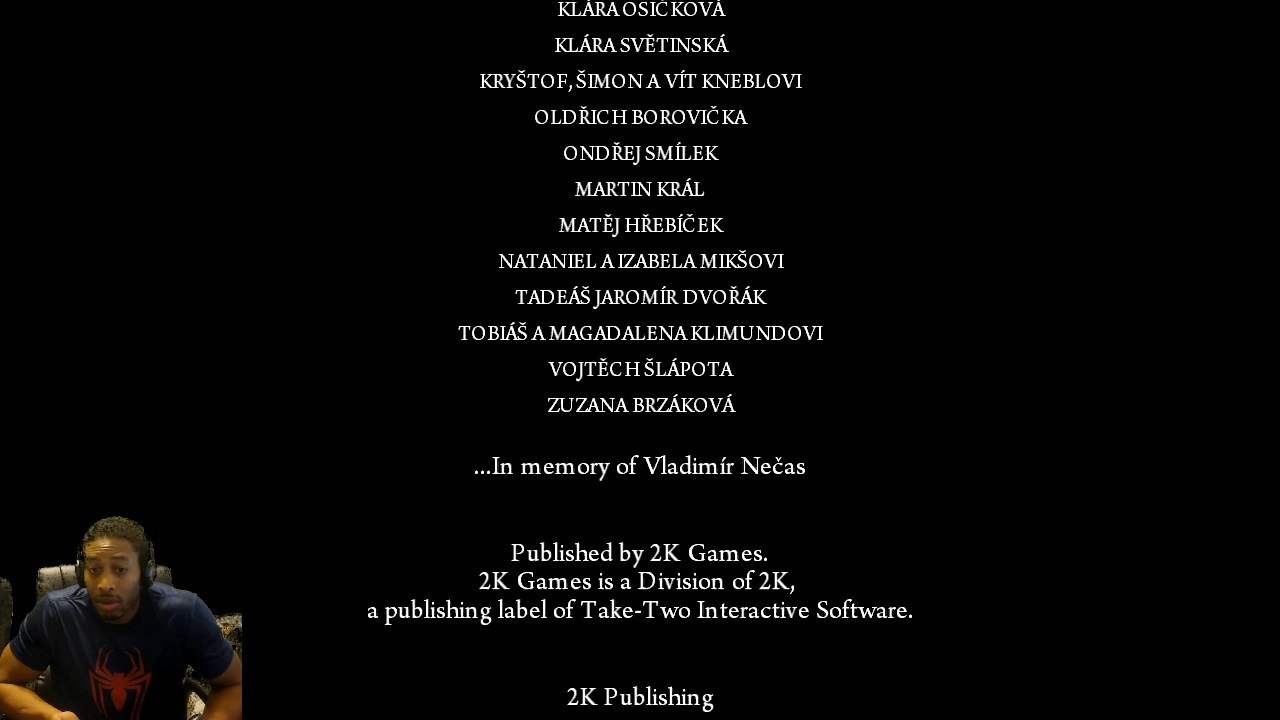 KLÁRA OSIČKOVÁ
KLÁRA SVĚTINSKÁ
KRYŠTOF, ŠIMON A VÍT KNEBLOVI
OLDŘICH BOROVIČKA
ONDŘEJ SMÍLEK
MARTIN KRÁL
MATĚJ HŘEBÍČEK
NATANIEL A IZABELA MIKŠOVI
TADEÁŠ JAROMÍR DVOŘÁK
TOBIÁŠ A MAGADALENA KLIMUNDOVI
VOJTĚCH ŠLÁPOTA
ZUZANA BRZÁKOVÁ
...In memory of Vladimír Nečas
Published by 2K Games.
2K Games is a Division of 2K,
a publishing label of Take-Two Interactive Software.
2K Publishing